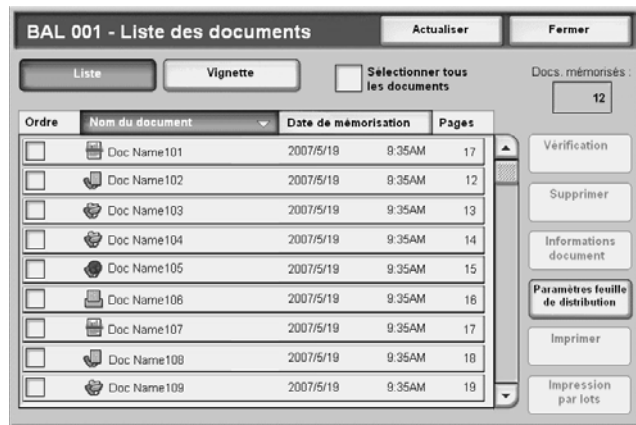 BAL 001 - Liste des documents
Actualiser
Fermer
Liste
Vignette
Sélectionner tous
les documents
Docs. mémorisés :
12
Ordre Nom du document Date de mémorisation Pages
Doc Name101 2007/5/19 9:35AM 17
Doc Name102 2007/5/19 9:35AM 12
Doc Name103 2007/5/19 9:35AM 13
Doc Name104 2007/5/19 9:35AM 14
Doc Name105 2007/5/19 9:35AM 15
Doc Name106 2007/5/19 9:35AM 16
Doc Name107 2007/5/19 9:35AM 17
Doc Name108 2007/5/19 9:35AM 18
Doc Name109 2007/5/19 9:35AM 19
Vérification
Supprimer
Informations
document
Paramètres feuille
de distribution
Imprimer
Impression
par lots